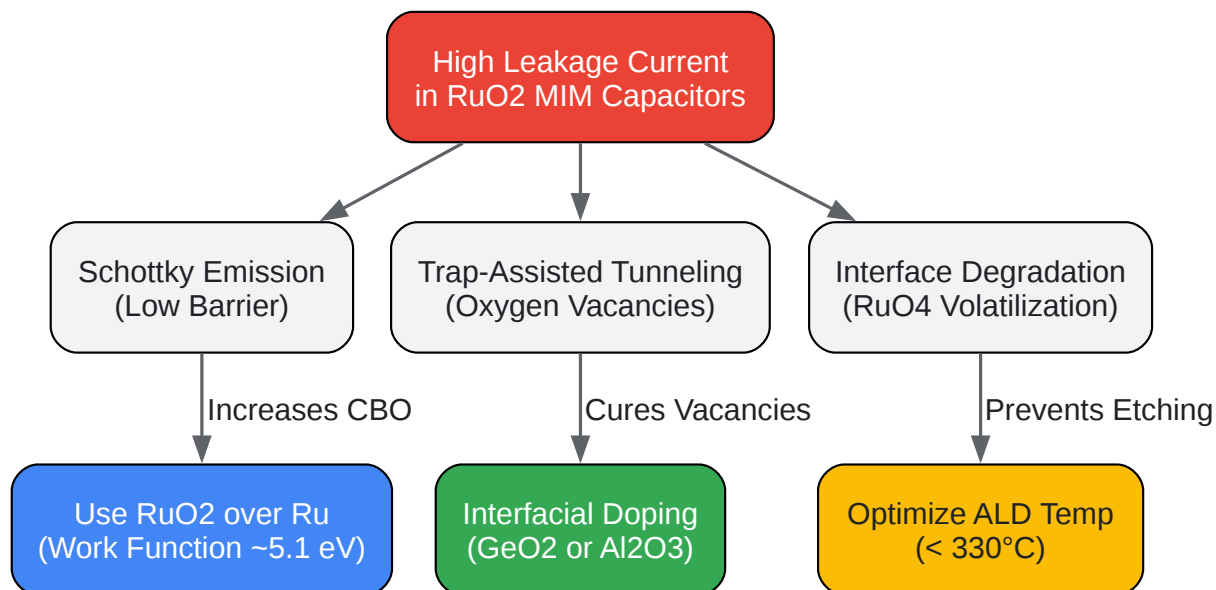 High Leakage Current
in RuO2 MIM Capacitors
Schottky Emission
(Low Barrier)
Trap-Assisted Tunneling
(Oxygen Vacancies)
Interface Degradation
(RuO4 Volatilization)
Increases CBO
Cures Vacancies
Prevents Etching
Use RuO2 over Ru
(Work Function ~5.1 eV)
Interfacial Doping
(GeO2 or Al2O3)
Optimize ALD Temp
(< 330°C)